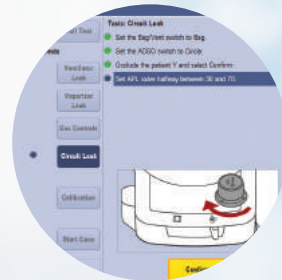 Tests: Circuit Leak
Set the Bag/Vent switch to Bag.
Set the ACGO switch to Circle.
Occlude the patient Y and select Confirm.
Set APL valve halfway between 30 and 70.
Ventilator
Leak
Vaporizer
Leak
Gas Controls
Circuit Leak
Calibration
Start Case